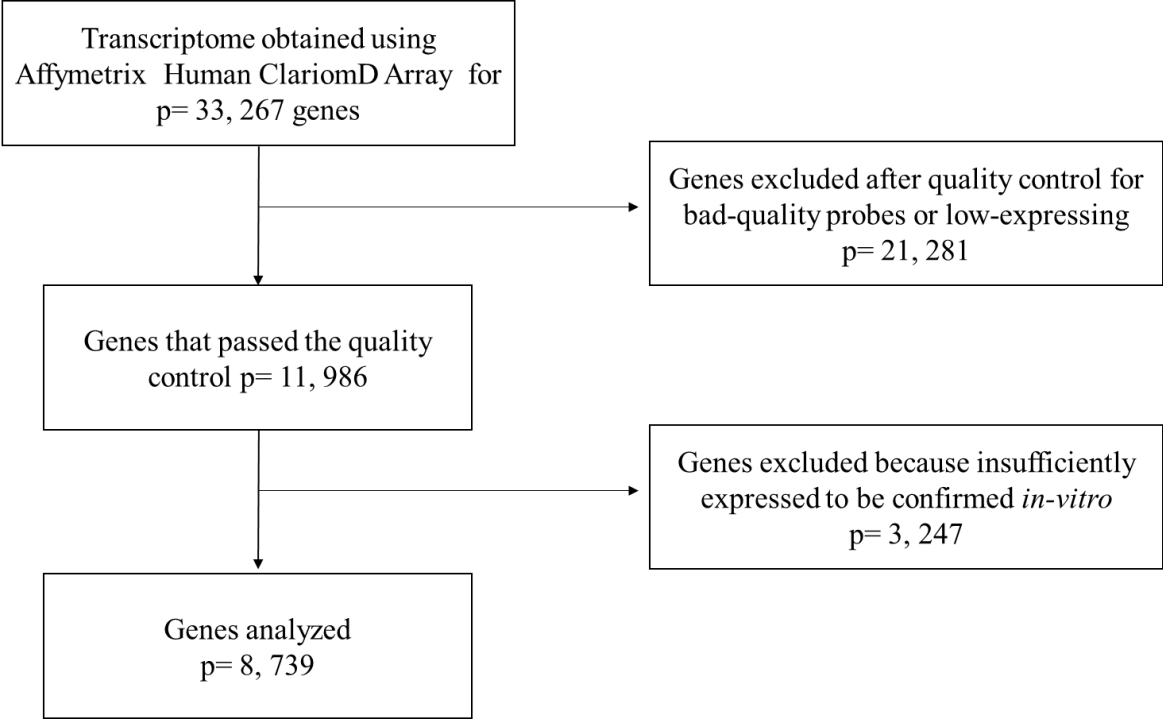 Transcriptome obtained using
Affymetrix Human ClariomD Array for
p= 33, 267 genes
Genes excluded after quality control for
bad-quality probes or low-expressing
p= 21, 281
Genes that passed the quality
control p= 11, 986
Genes excluded because insufficiently
expressed to be confirmed in-vitro
p= 3, 247
Genes analyzed
p= 8, 739